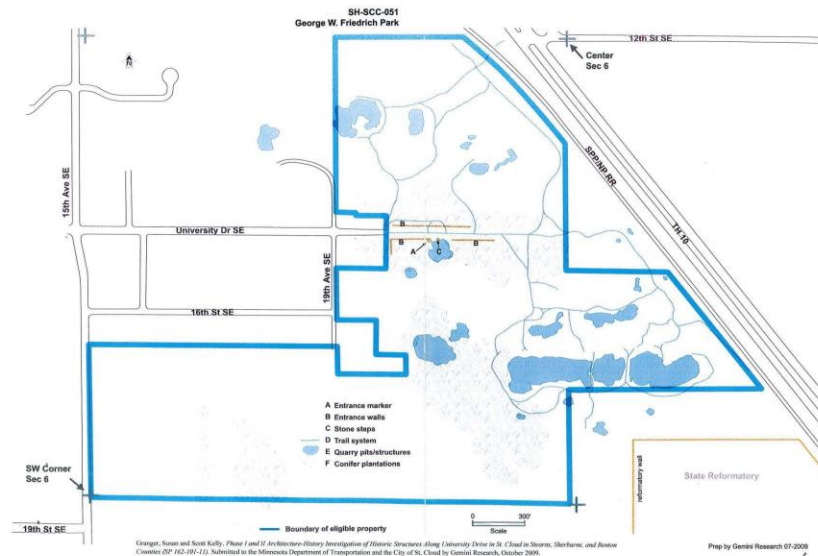 SH-SCC-051
George W. Friedrich Park
12th St SE
Center
Sec 6
N
15th Ave SE
SPP/NP RR
TH 10
University Dr SE
B
B
B
A
C
19th Ave SE
16th St SE
A Entrance marker
B Entrance walls
C Stone steps
D Trail system
E Quarry pits/structures
F Conifer plantations
SW Corner
Sec 6
reformatory wall
State Reformatory
0 300'
Scale
19th St SE
Boundary of eligible property
Granger, Susan and Scott Kelly. Phase I and II Architecture-History Investigation of Historic Structures Along University Drive in St. Cloud in Stearns, Sherburne, and Benton
Counties (SP 162-101-11). Submitted to the Minnesota Department of Transportation and the City of St. Cloud by Gemini Research, October 2009.
Prep by Gemini Research 07-2009